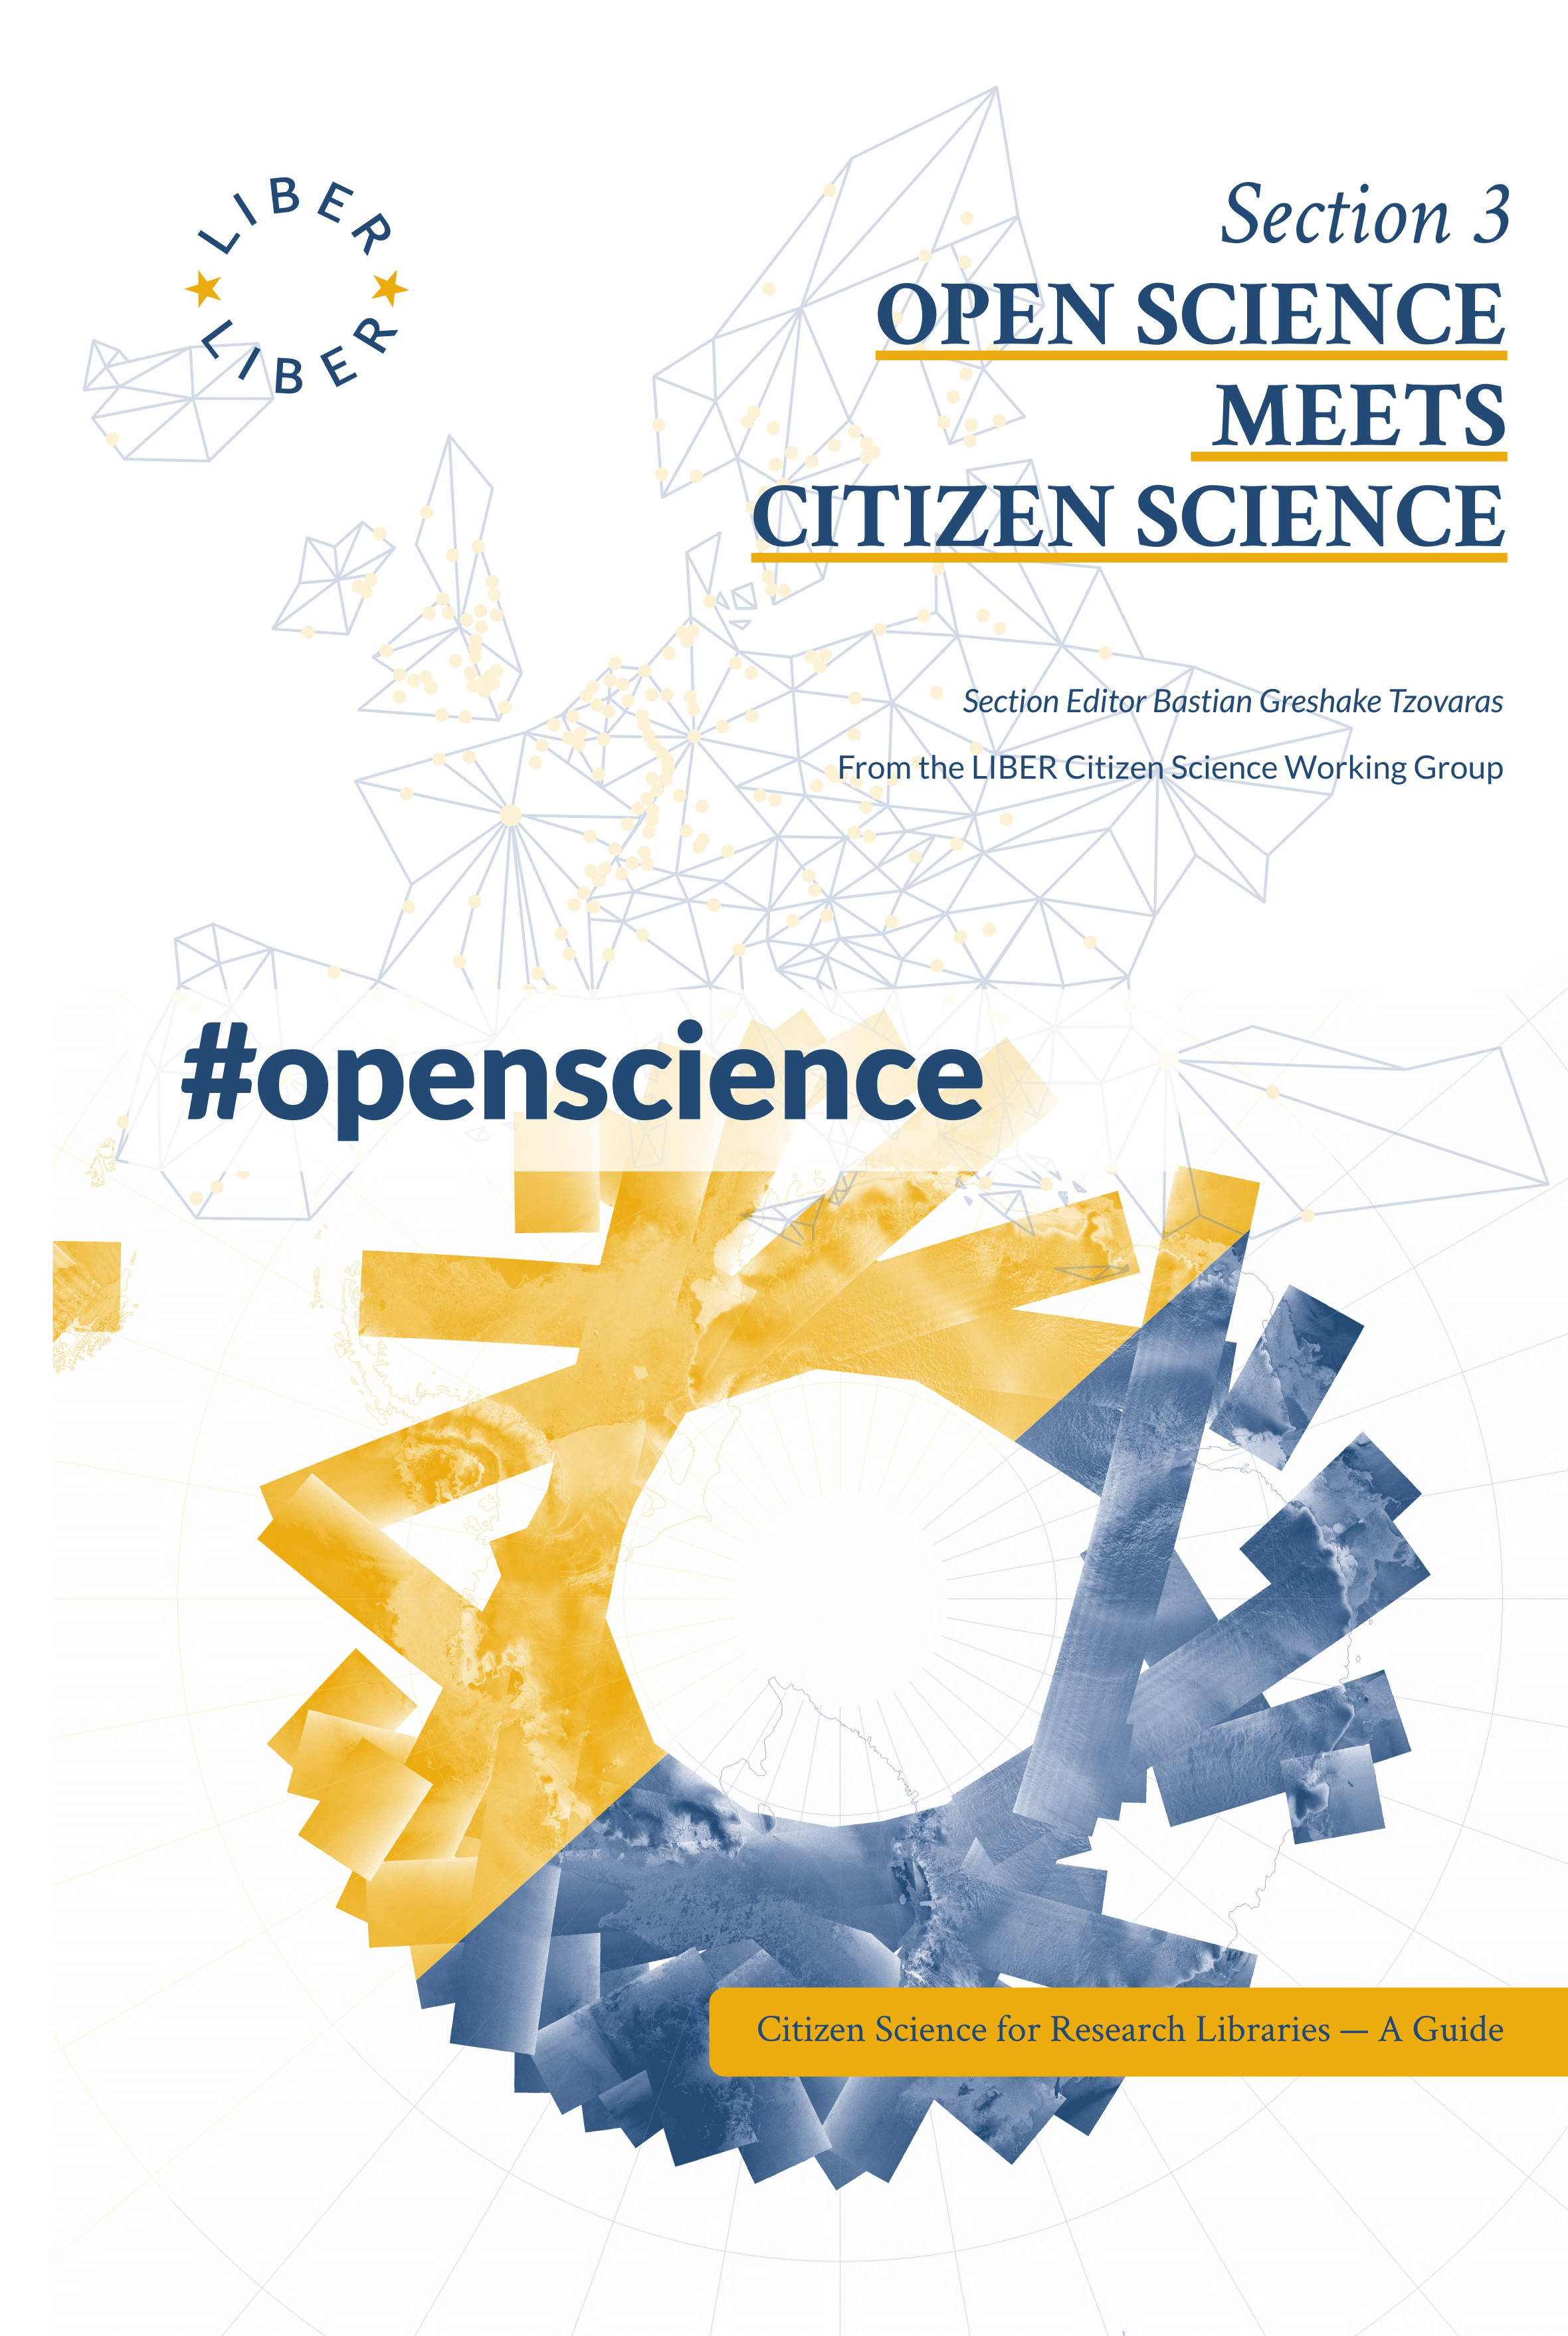 LIBER
LIBER
Section 3
OPEN SCIENCE
MEETS
CITIZEN SCIENCE
Section Editor Bastian Greshake Tzovaras
From the LIBER Citizen Science Working Group
#openscience
Citizen Science for Research Libraries — A Guide